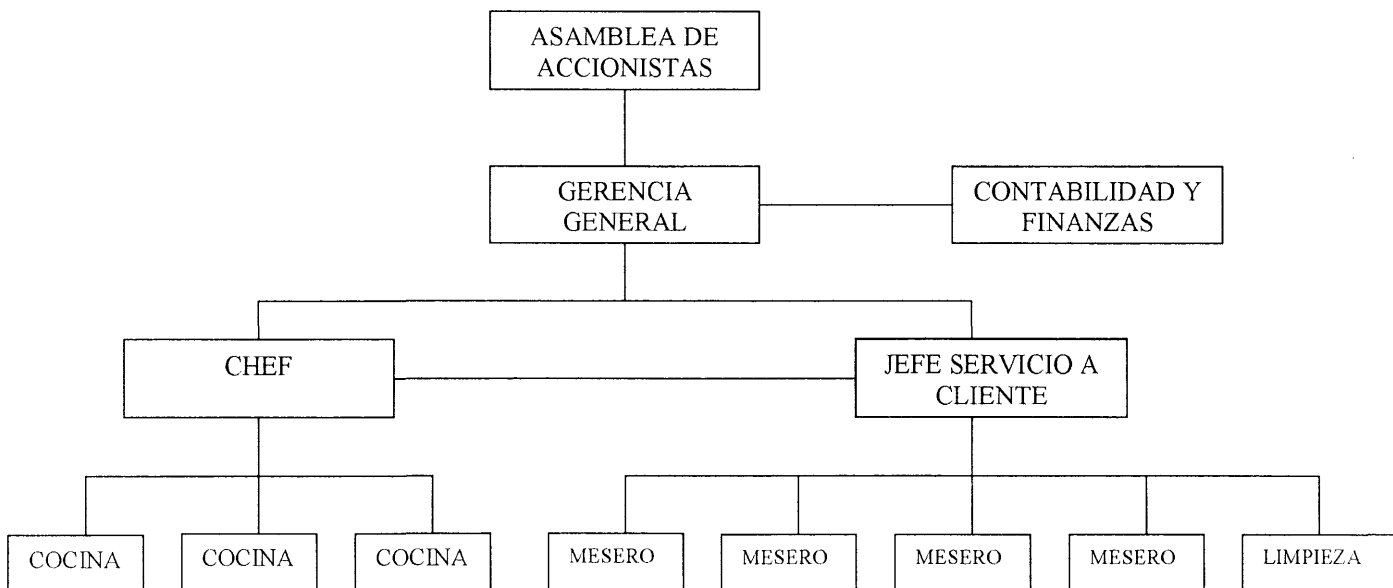 ASAMBLEA DE
ACCIONISTAS
GERENCIA
GENERAL
CONTABILIDAD Y
FINANZAS
CHEF
JEFE SERVICIO A
CLIENTE
COCINA
COCINA
COCINA
MESERO
MESERO
MESERO
MESERO
LIMPIEZA